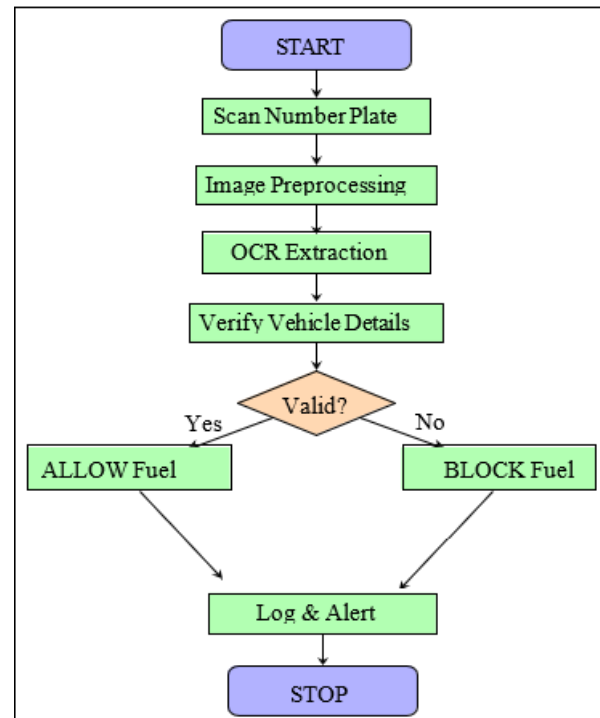 START
Scan Number Plate
Image Preprocessing
OCR Extraction
Verify Vehicle Details
Valid?
Yes
No
ALLOW Fuel
BLOCK Fuel
Log & Alert
STOP